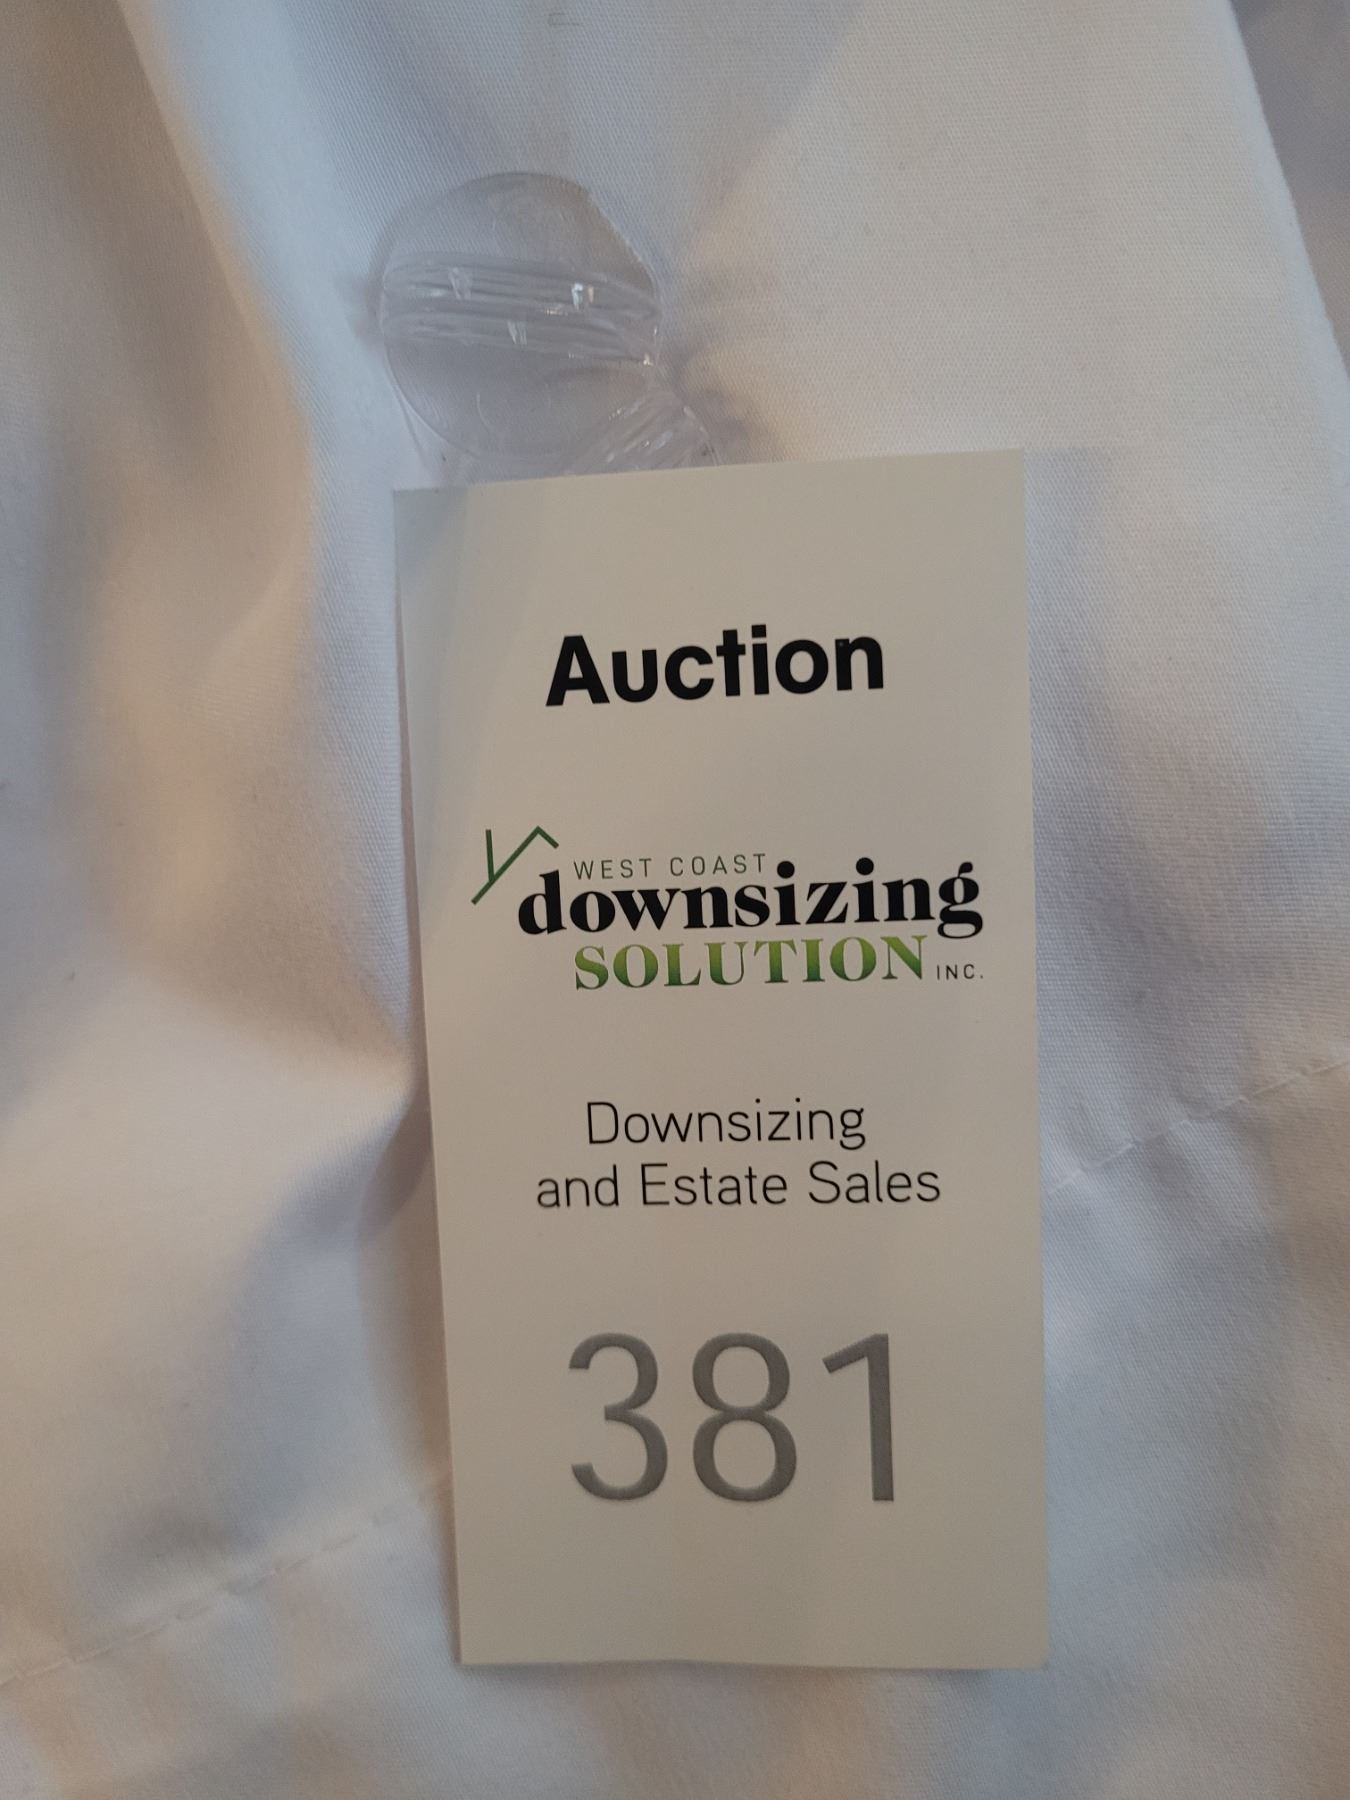 Auction
WEST COAST
downsizing
SOLUTION INC.
Downsizing
and Estate Sales
381